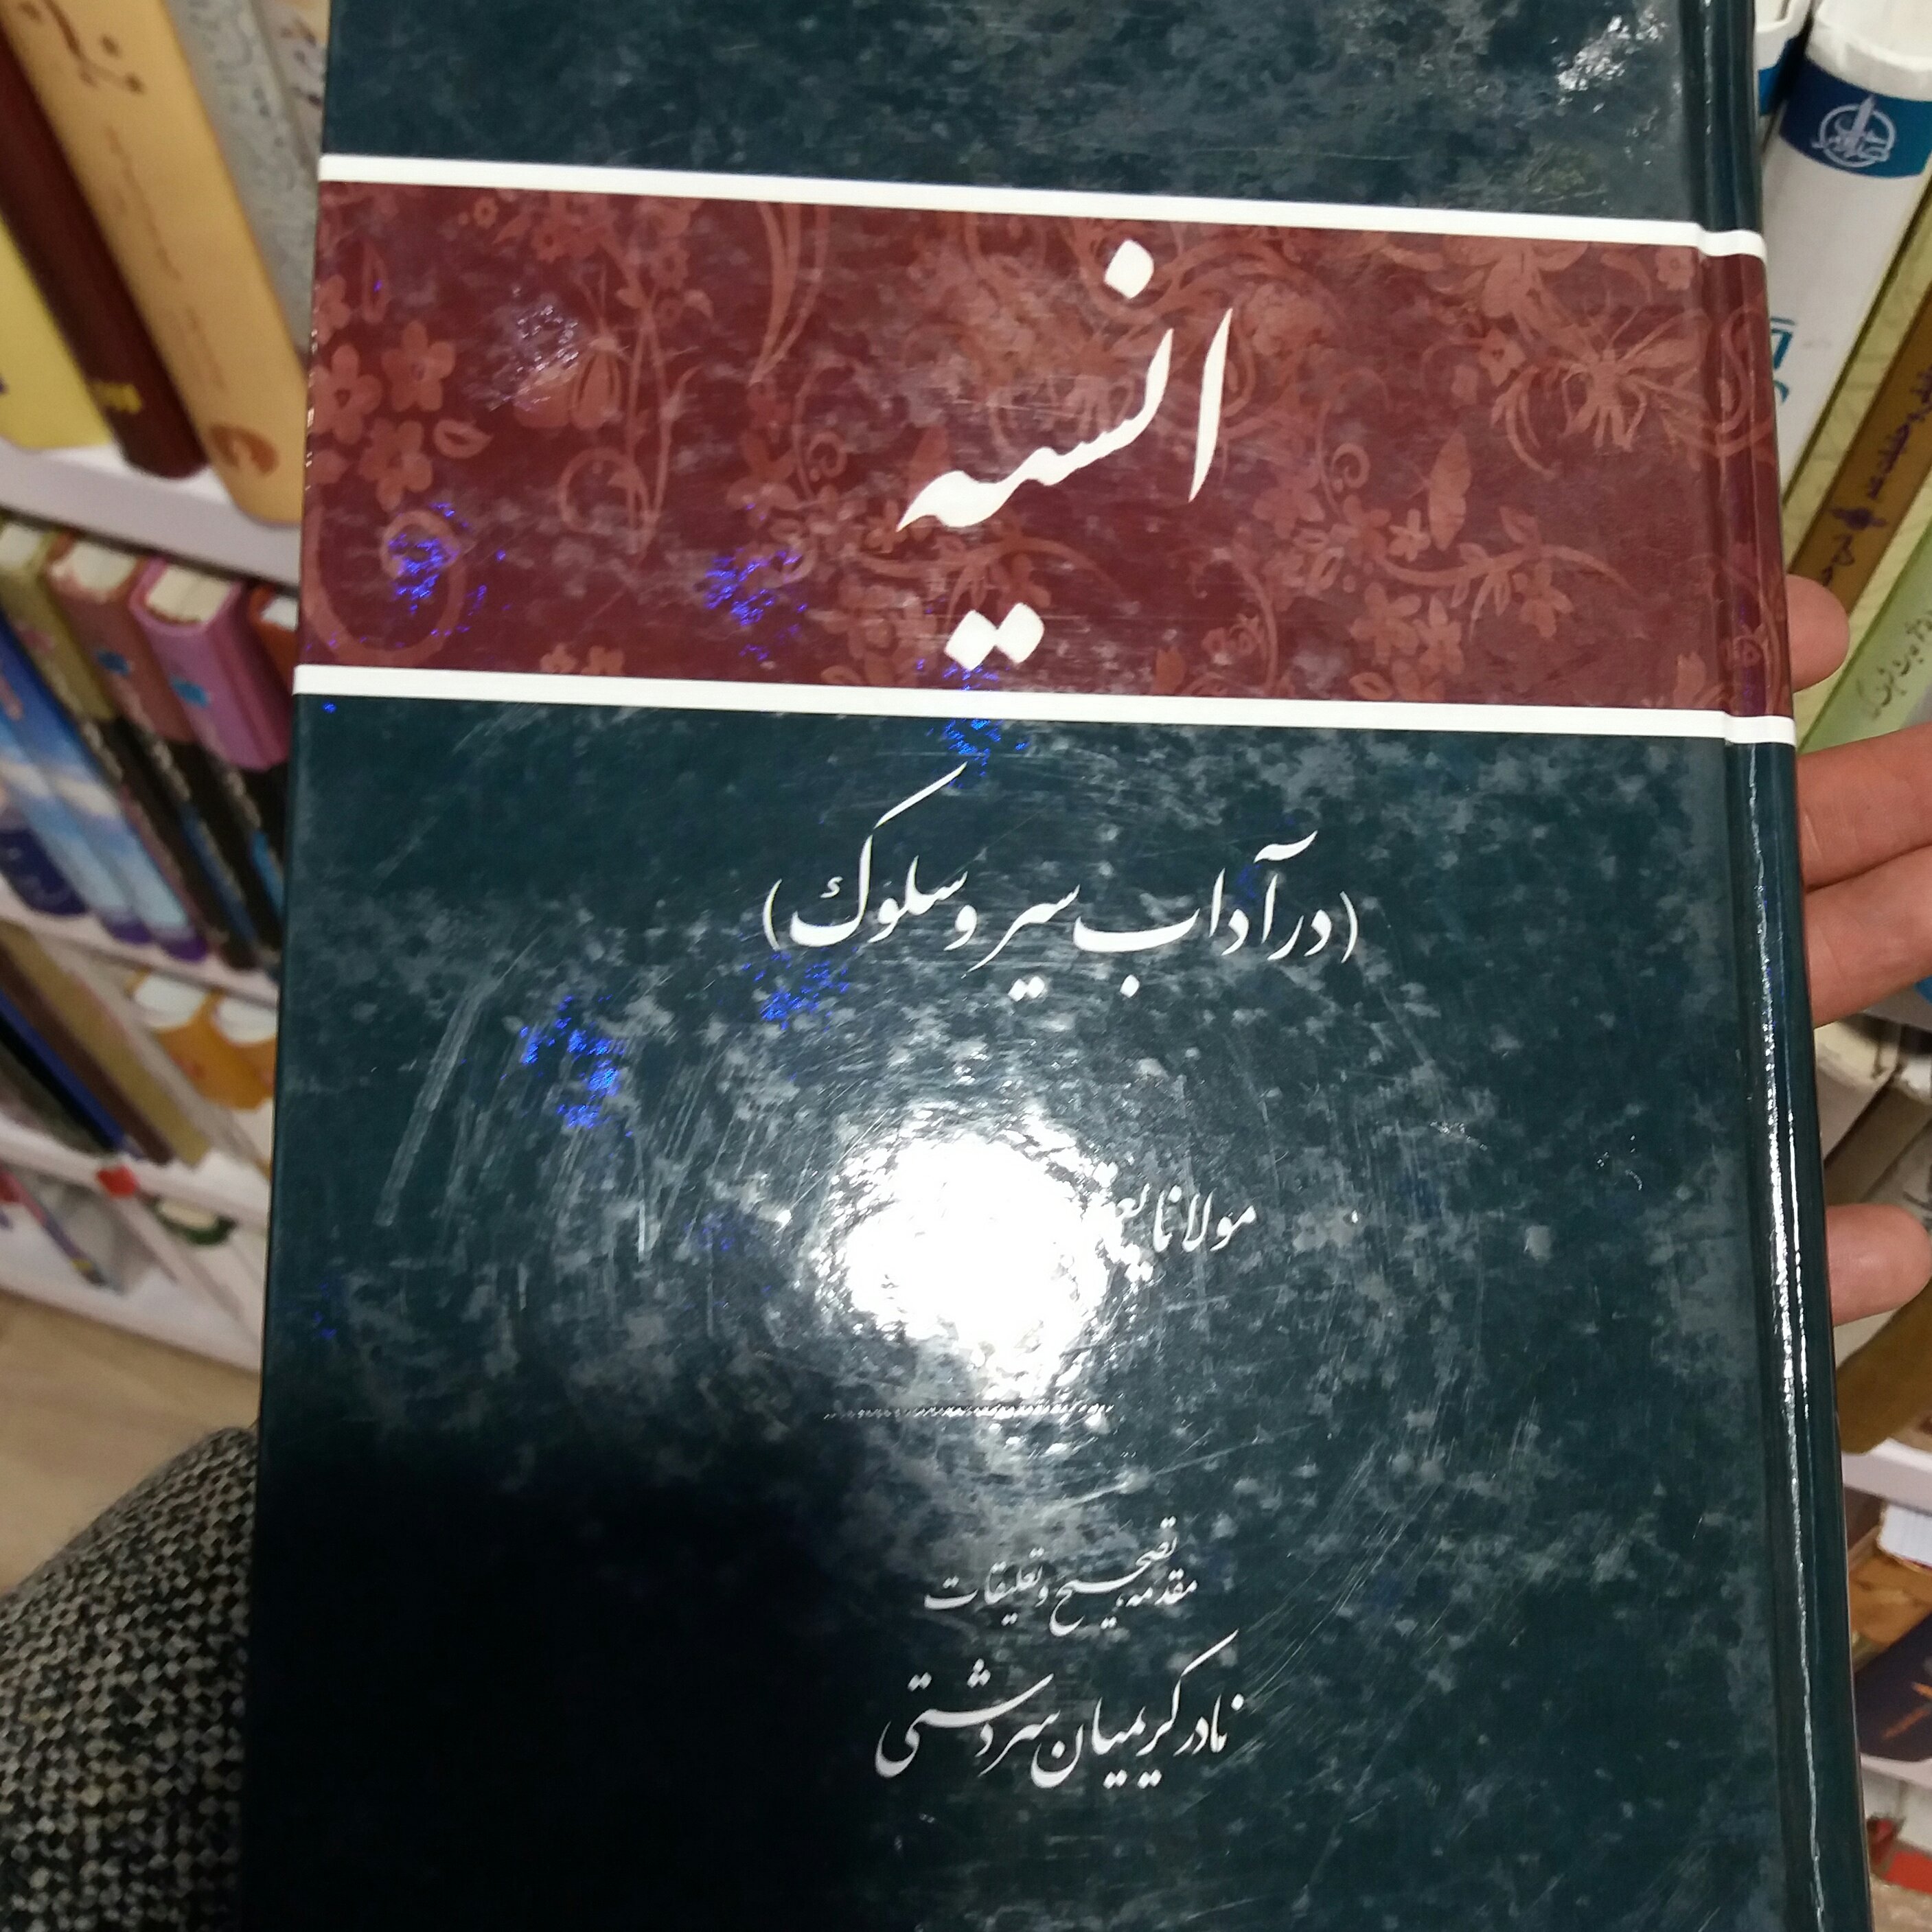 انسیه
(در آداب سیر و سلوک)
مولانا
مقدمه، تصحیح و تعلیقات
نادر کریمیان سردشتی